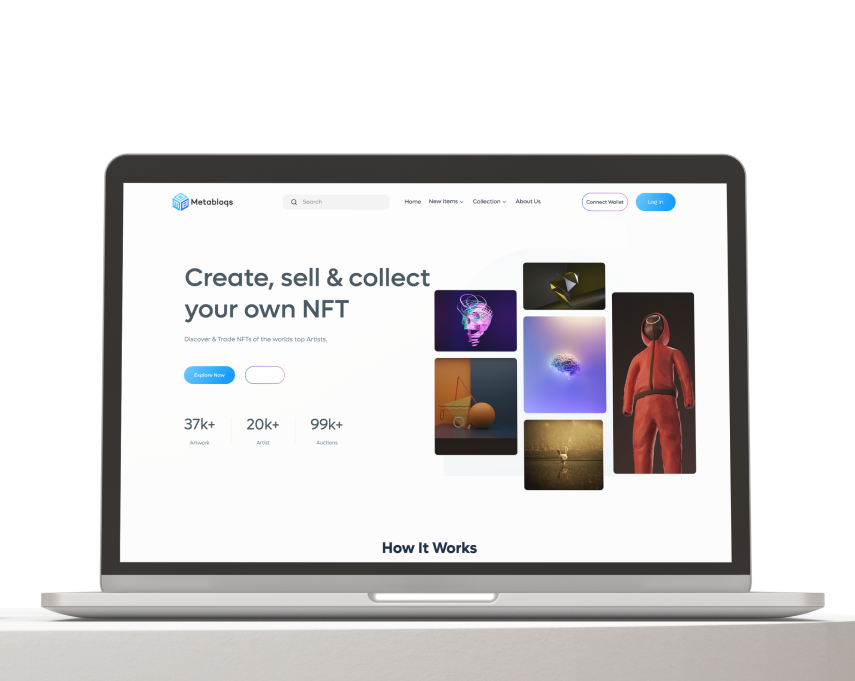 Metabloqs
Search
Home
New Items
Collection
About Us
Connect Wallet
Log in
Create, sell & collect
your own NFT
Discover & Trade NFTs of the worlds top Artists.
Explore Now
37k+ 20k+ 99k+
Artwork Artist Auctions
How It Works